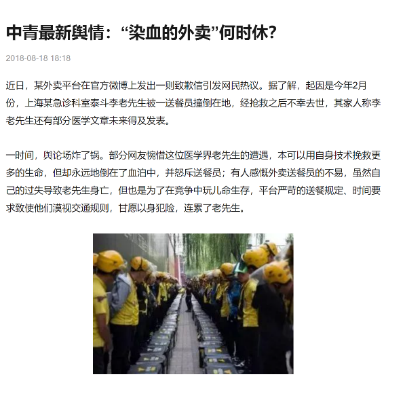 中青最新舆情：“染血的外卖”何时休？
2018-08-18 18:18
近日，某外卖平台在官方微博上发出一则致歉信引发网民热议。据了解，起因是今年2月
份，上海某急诊科室泰斗李老先生被一送餐员撞倒在地，经抢救之后不幸去世，其家人称李
老先生还有部分医学文章未来得及发表。
一时间，舆论场炸了锅。部分网友惋惜这位医学界老先生的遭遇，本可以用自身技术挽救更
多的生命，但却永远地倒在了血泊中，并怒斥送餐员；有人感慨外卖送餐员的不易，虽然自
己的过失导致老先生身亡，但也是为了在竞争中玩儿命生存，平台严苛的送餐规定、时间要
求致使他们漠视交通规则，甘愿以身犯险，连累了老先生。